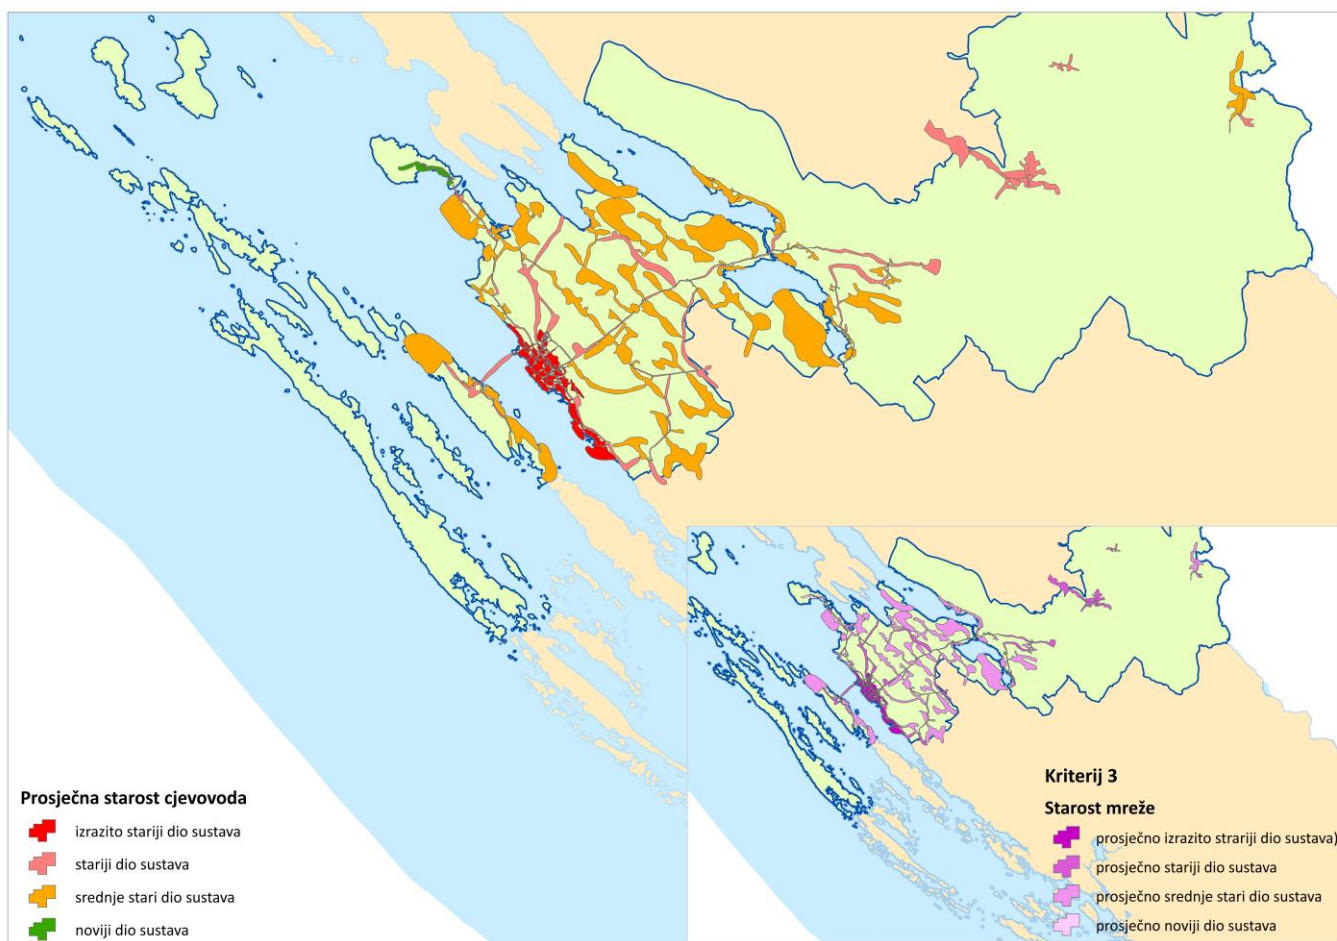 Prosječna starost cjevovoda
izrazito stariji dio sustava
stariji dio sustava
srednje stari dio sustava
noviji dio sustava
Kriterij 3
Starost mreže
prosječno izrazito strariji dio sustava)
prosječno stariji dio sustava
prosječno srednje stari dio sustava
prosječno noviji dio sustava